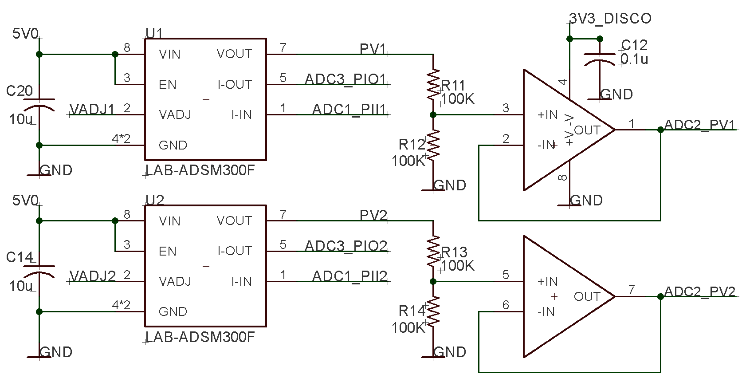 5V0 U1 3V3_DISCO
8 VIN VOUT 7 PV1
C12
0.1u
3 EN I-OUT 5 ADC3_PIO1
R11
100K
4
GND
C20
10u
VADJ1 2 VADJ I-IN 1 ADC1_PII1
3 +IN -V
OUT 1 ADC2_PV1
4*2 GND
R12
100K
2 -IN +V
GND LAB-ADSM300F
GND
8
GND
5V0 U2
8 VIN VOUT 7 PV2
3 EN I-OUT 5 ADC3_PIO2
R13
100K
C14
10u
VADJ2 2 VADJ I-IN 1 ADC1_PII2
5 +IN
OUT 7 ADC2_PV2
4*2 GND
R14
100K
6 -IN
GND LAB-ADSM300F
GND